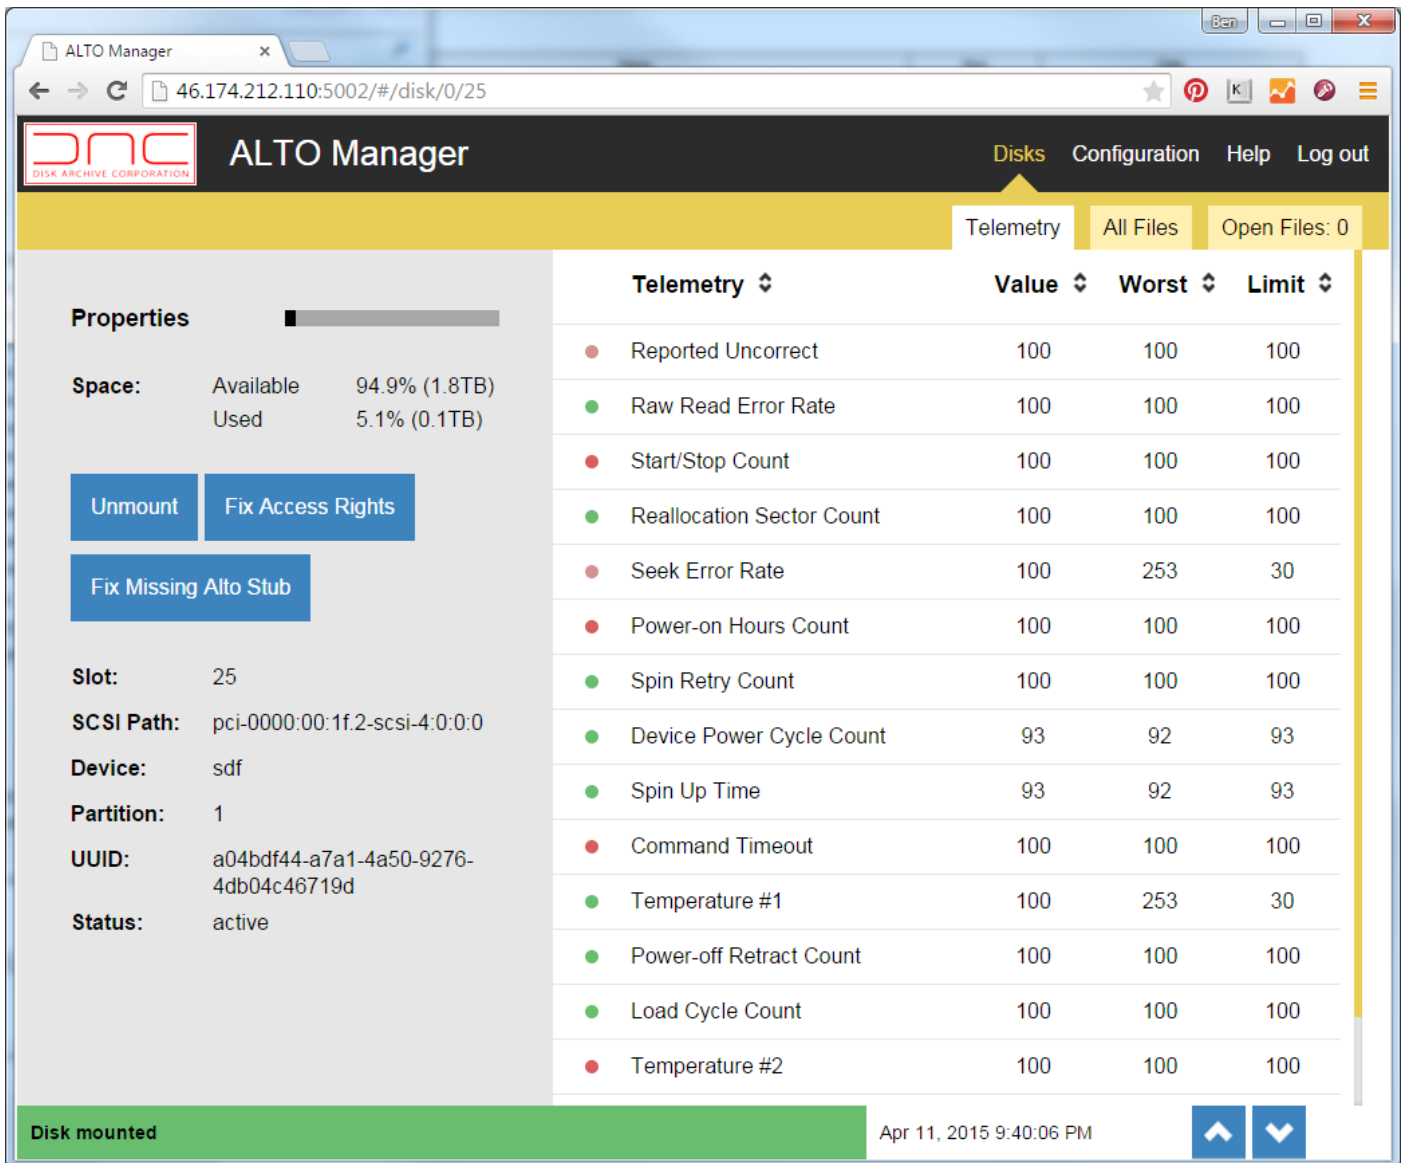 Ben
ALTO Manager
46.174.212.110:5002/#/disk/0/25
K
DISK ARCHIVE CORPORATION
ALTO Manager
Disks Configuration Help Log out
Telemetry All Files Open Files: 0
Telemetry Value Worst Limit
Properties
Space: Available 94.9% (1.8TB)
Used 5.1% (0.1TB)
Unmount Fix Access Rights
Fix Missing Alto Stub
Slot: 25
SCSI Path: pci-0000:00:1f.2-scsi-4:0:0:0
Device: sdf
Partition: 1
UUID: a04bdf44-a7a1-4a50-9276-
4db04c46719d
Status: active
Reported Uncorrect 100 100 100
Raw Read Error Rate 100 100 100
Start/Stop Count 100 100 100
Reallocation Sector Count 100 100 100
Seek Error Rate 100 253 30
Power-on Hours Count 100 100 100
Spin Retry Count 100 100 100
Device Power Cycle Count 93 92 93
Spin Up Time 93 92 93
Command Timeout 100 100 100
Temperature #1 100 253 30
Power-off Retract Count 100 100 100
Load Cycle Count 100 100 100
Temperature #2 100 100 100
Disk mounted
Apr 11, 2015 9:40:06 PM